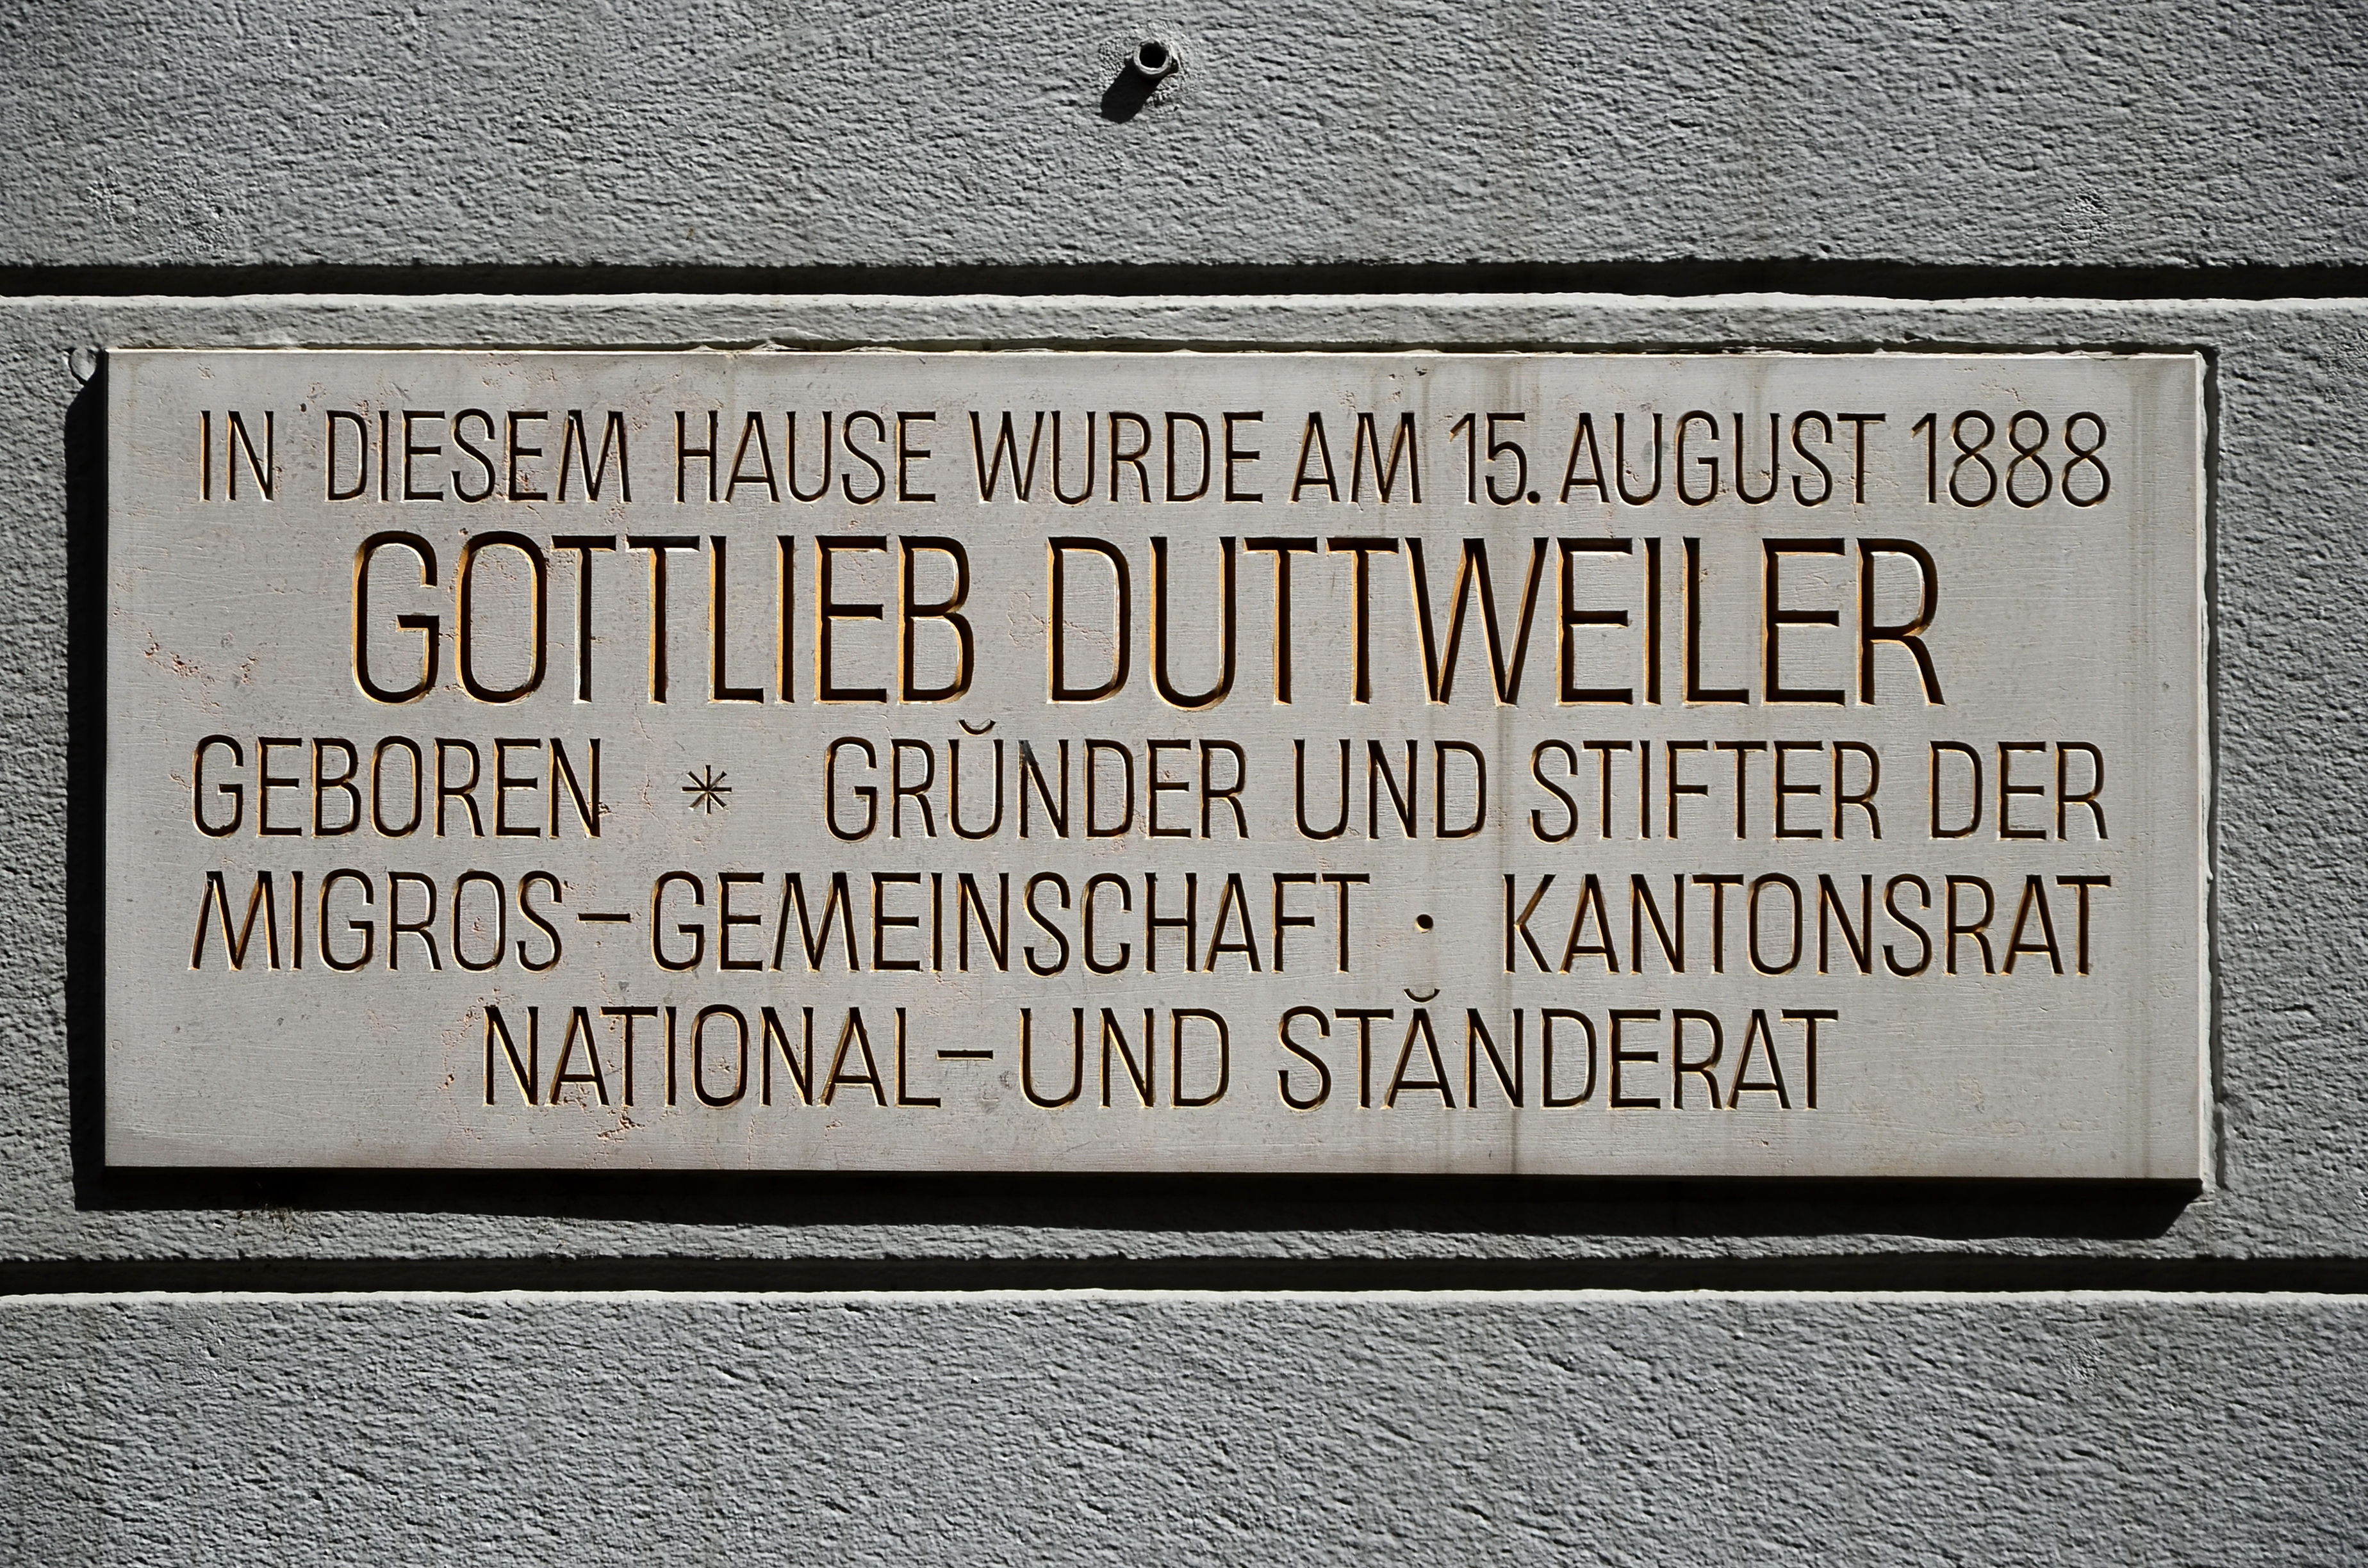 IN DIESEM HAUSE WURDE AM 15. AUGUST 1888
GOTTLIEB DUTTWEILER
GEBOREN * GRŬNDER UND STIFTER DER
MIGROS-GEMEINSCHAFT · KANTONSRAT
NATIONAL-UND STĂNDERAT